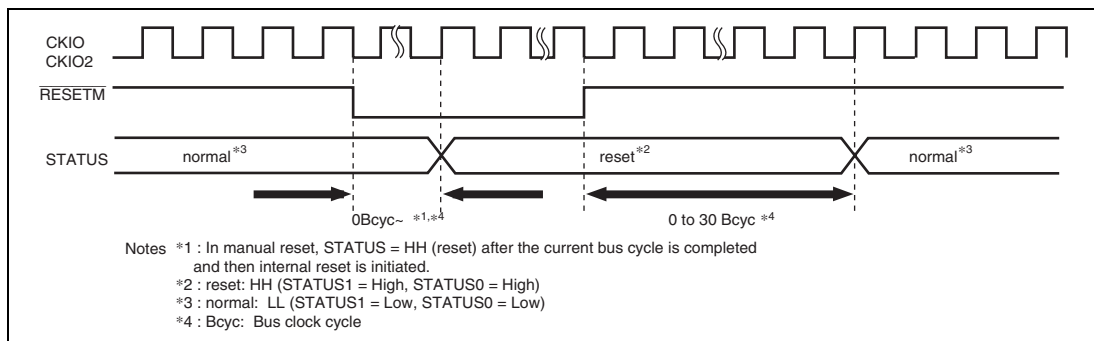 CKIO
CKIO2
RESETM
STATUS
normal*3
reset*2
normal*3
0Bcyc~ *1,*4
0 to 30 Bcyc *4
Notes *1 : In manual reset, STATUS = HH (reset) after the current bus cycle is completed
and then internal reset is initiated.
*2 : reset: HH (STATUS1 = High, STATUS0 = High)
*3 : normal: LL (STATUS1 = Low, STATUS0 = Low)
*4 : Bcyc: Bus clock cycle